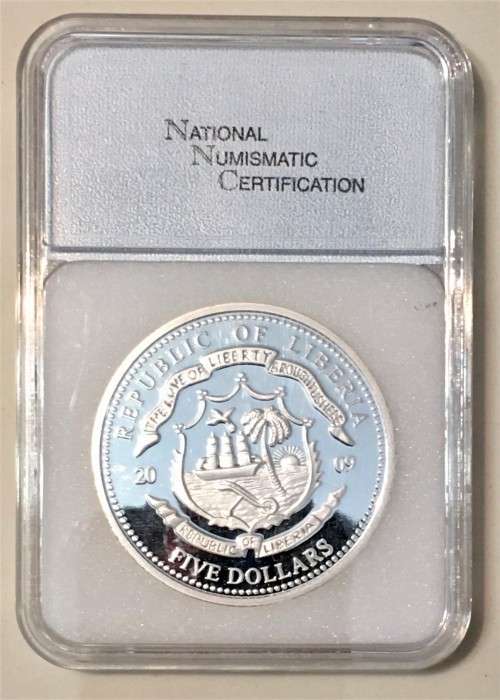 NATIONAL
NUMISMATIC
CERTIFICATION
REPUBLIC OF LIBERIA
THE LOVE OF LIBERTY BROUGHT US HERE
20 09
REPUBLIC OF LIBERIA
FIVE DOLLARS